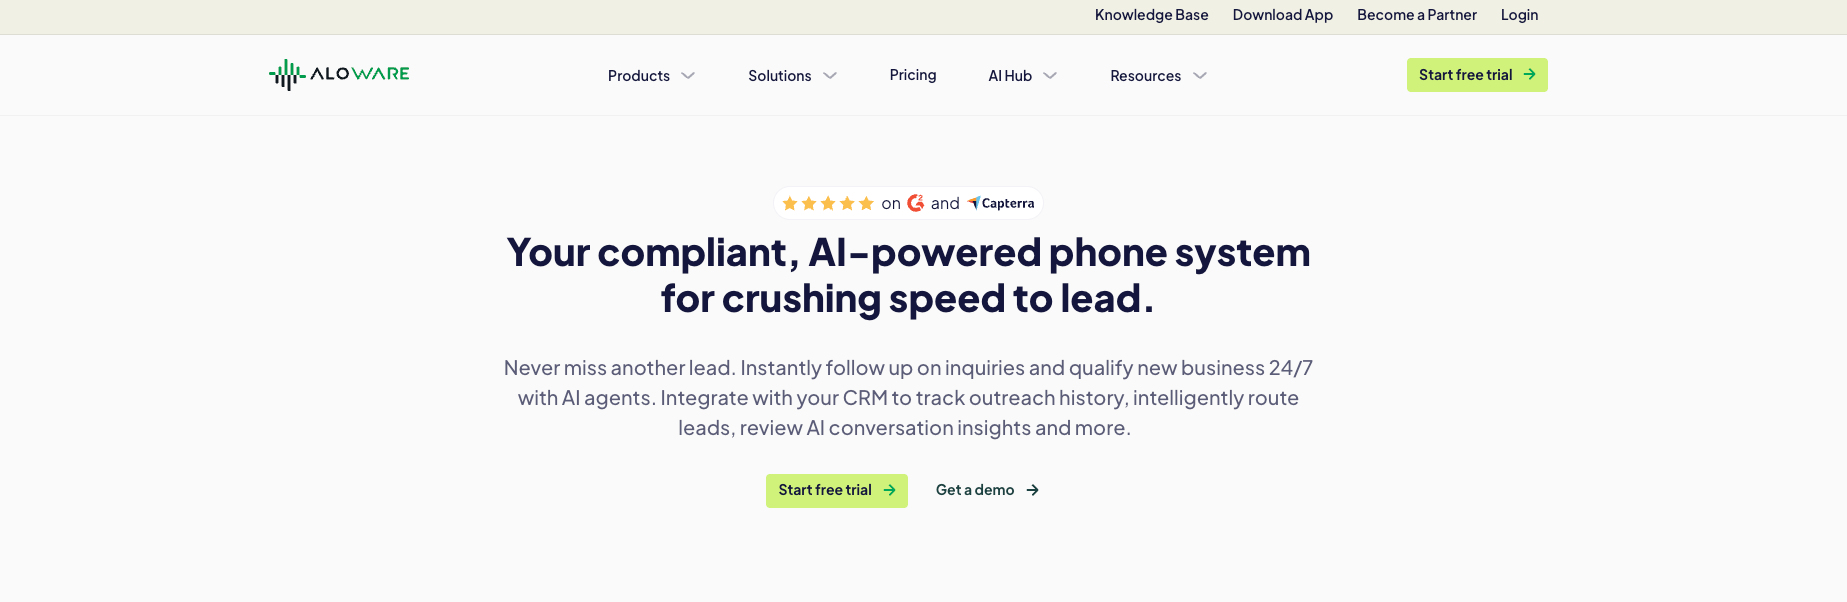 Knowledge Base Download App Become a Partner Login
ALOWARE Products Solutions Pricing AI Hub Resources Start free trial
on G2 and Capterra
Your compliant, AI-powered phone system
for crushing speed to lead.
Never miss another lead. Instantly follow up on inquiries and qualify new business 24/7
with AI agents. Integrate with your CRM to track outreach history, intelligently route
leads, review AI conversation insights and more.
Start free trial Get a demo